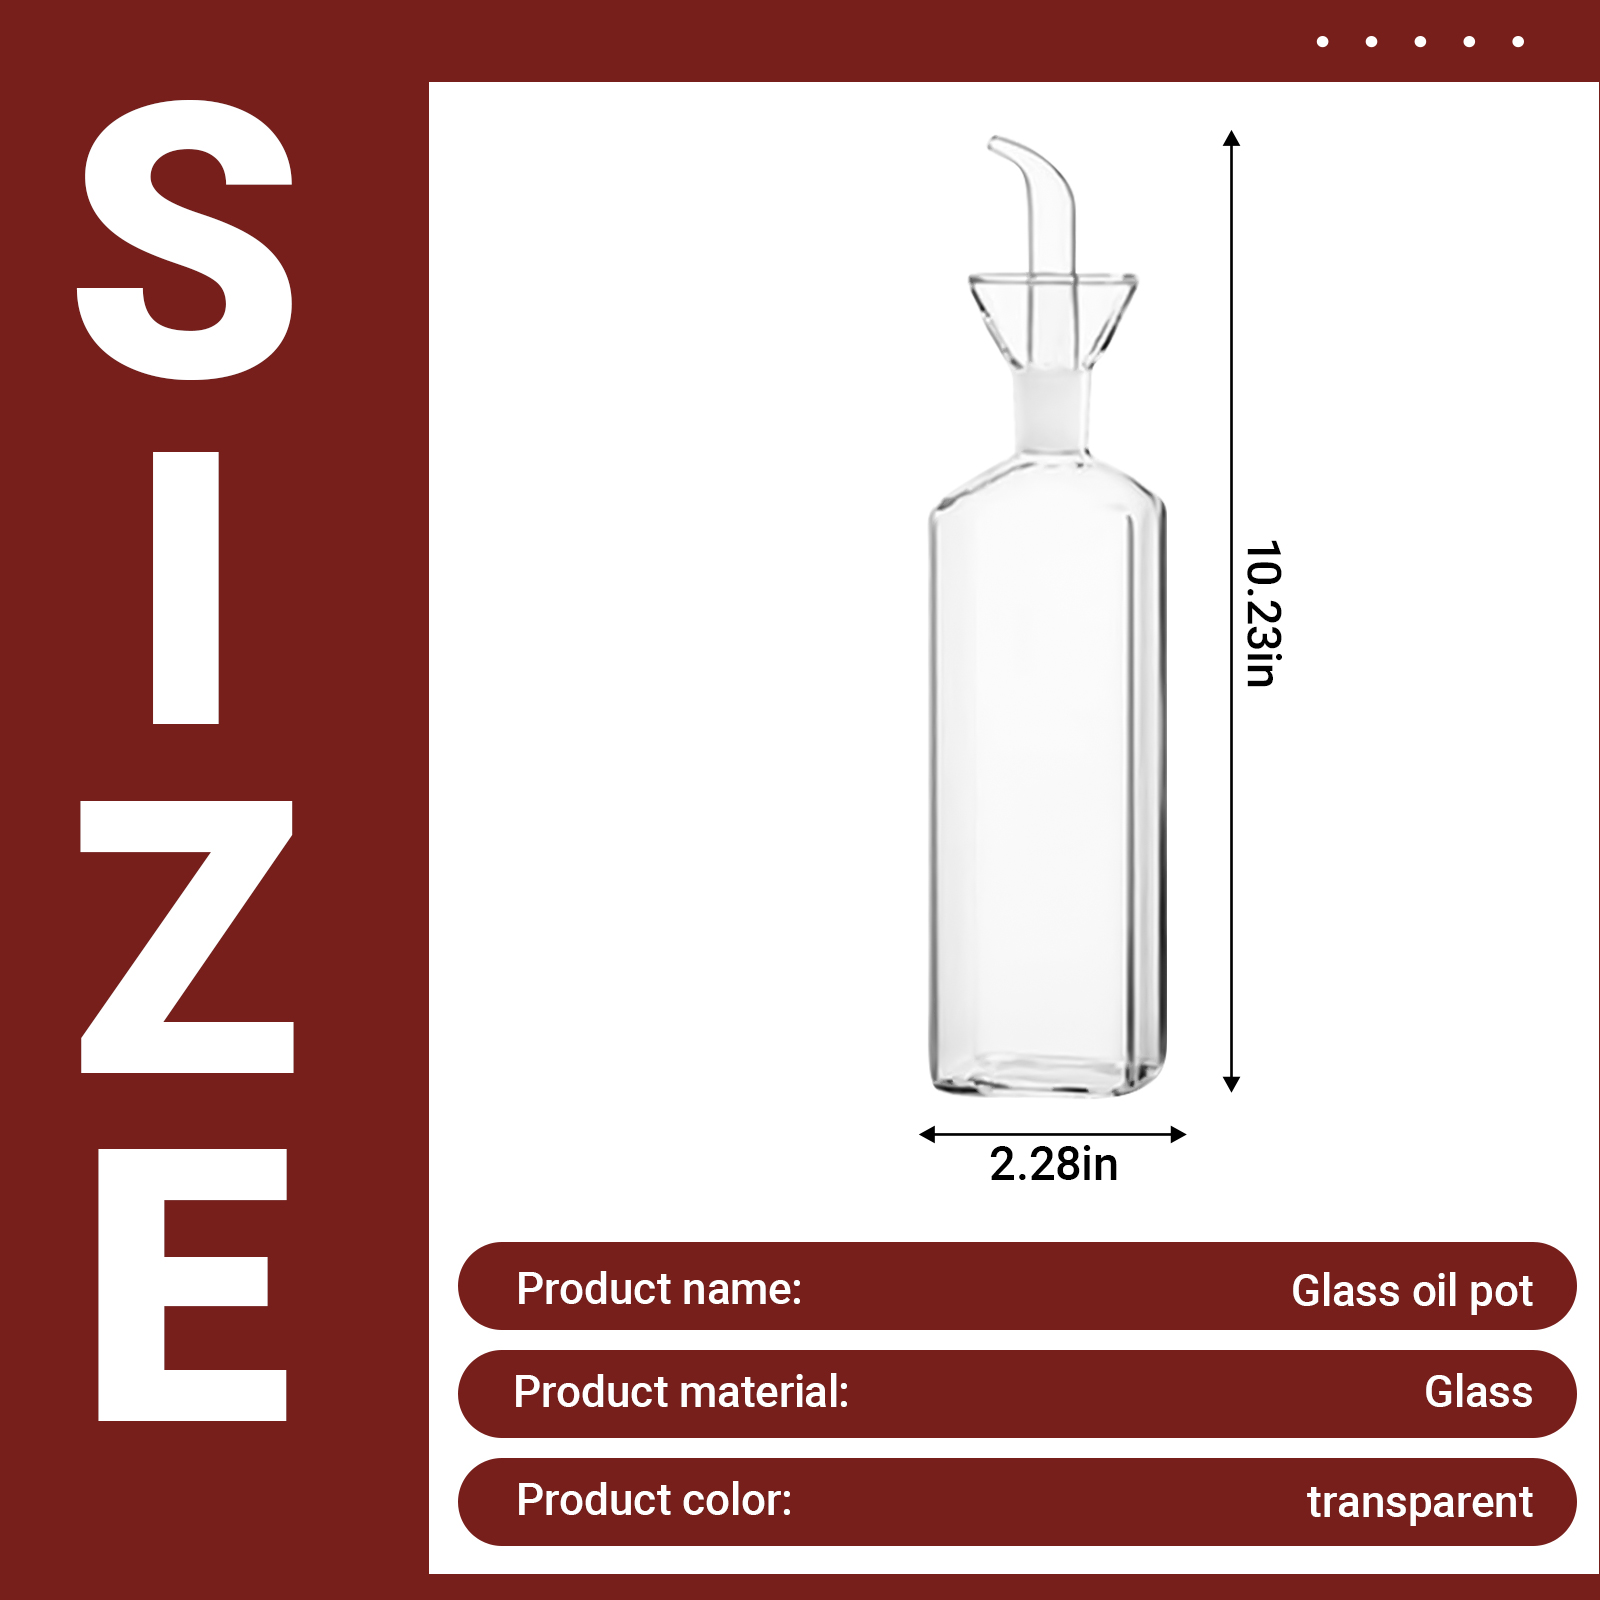 SIZE
10.23in
2.28in
Product name: Glass oil pot
Product material: Glass
Product color: transparent